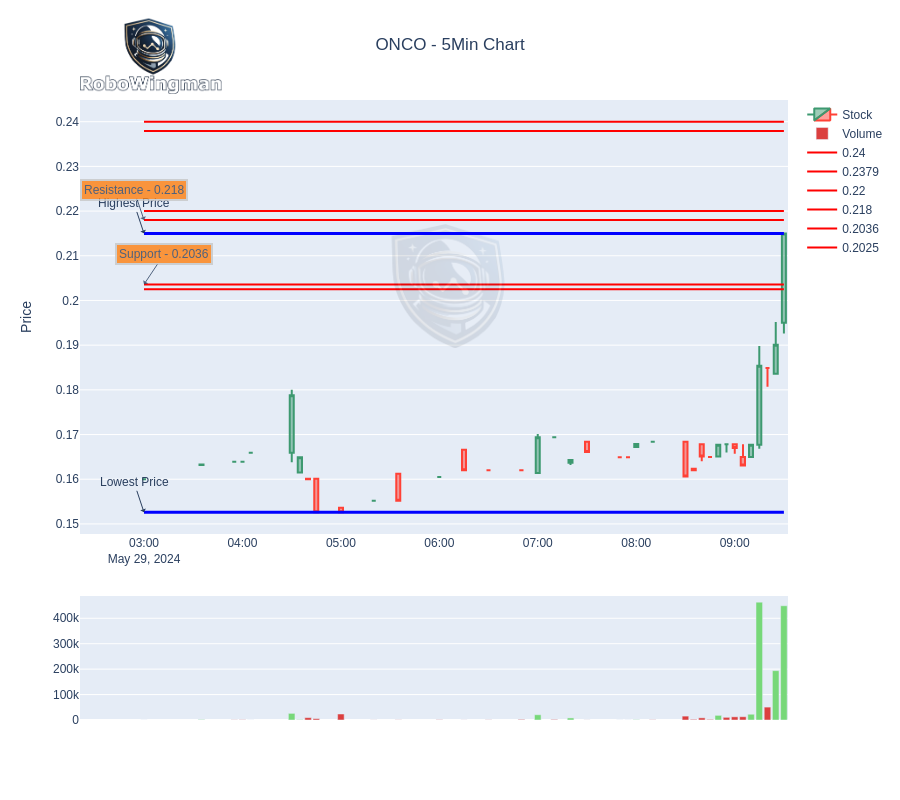 RoboWingman
ONCO - 5Min Chart
Price
0.24
0.23
0.22
0.21
0.2
0.19
0.18
0.17
0.16
0.15
Resistance - 0.218
Highest Price
Support - 0.2036
Lowest Price
03:00
04:00
05:00
06:00
07:00
08:00
09:00
May 29, 2024
Stock
Volume
0.24
0.2379
0.22
0.218
0.2036
0.2025
400k
300k
200k
100k
0